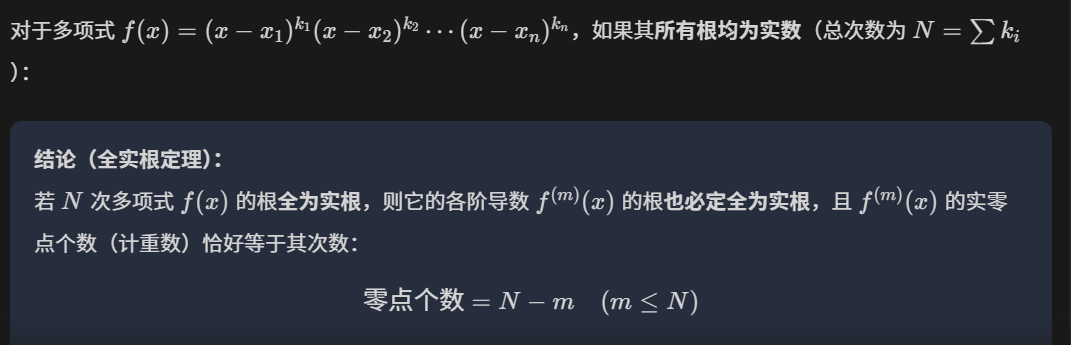 对于多项式 f(x) = (x − x₁)^{k₁}(x − x₂)^{k₂} ⋯ (x − xₙ)^{kₙ}，如果其所有根均为实数（总次数为 N = ∑ kᵢ
）：
结论（全实根定理）：
若 N 次多项式 f(x) 的根全为实根，则它的各阶导数 f^{(m)}(x) 的根也必定全为实根，且 f^{(m)}(x) 的实零
点个数（计重数）恰好等于其次数：
零点个数 = N − m (m ≤ N)